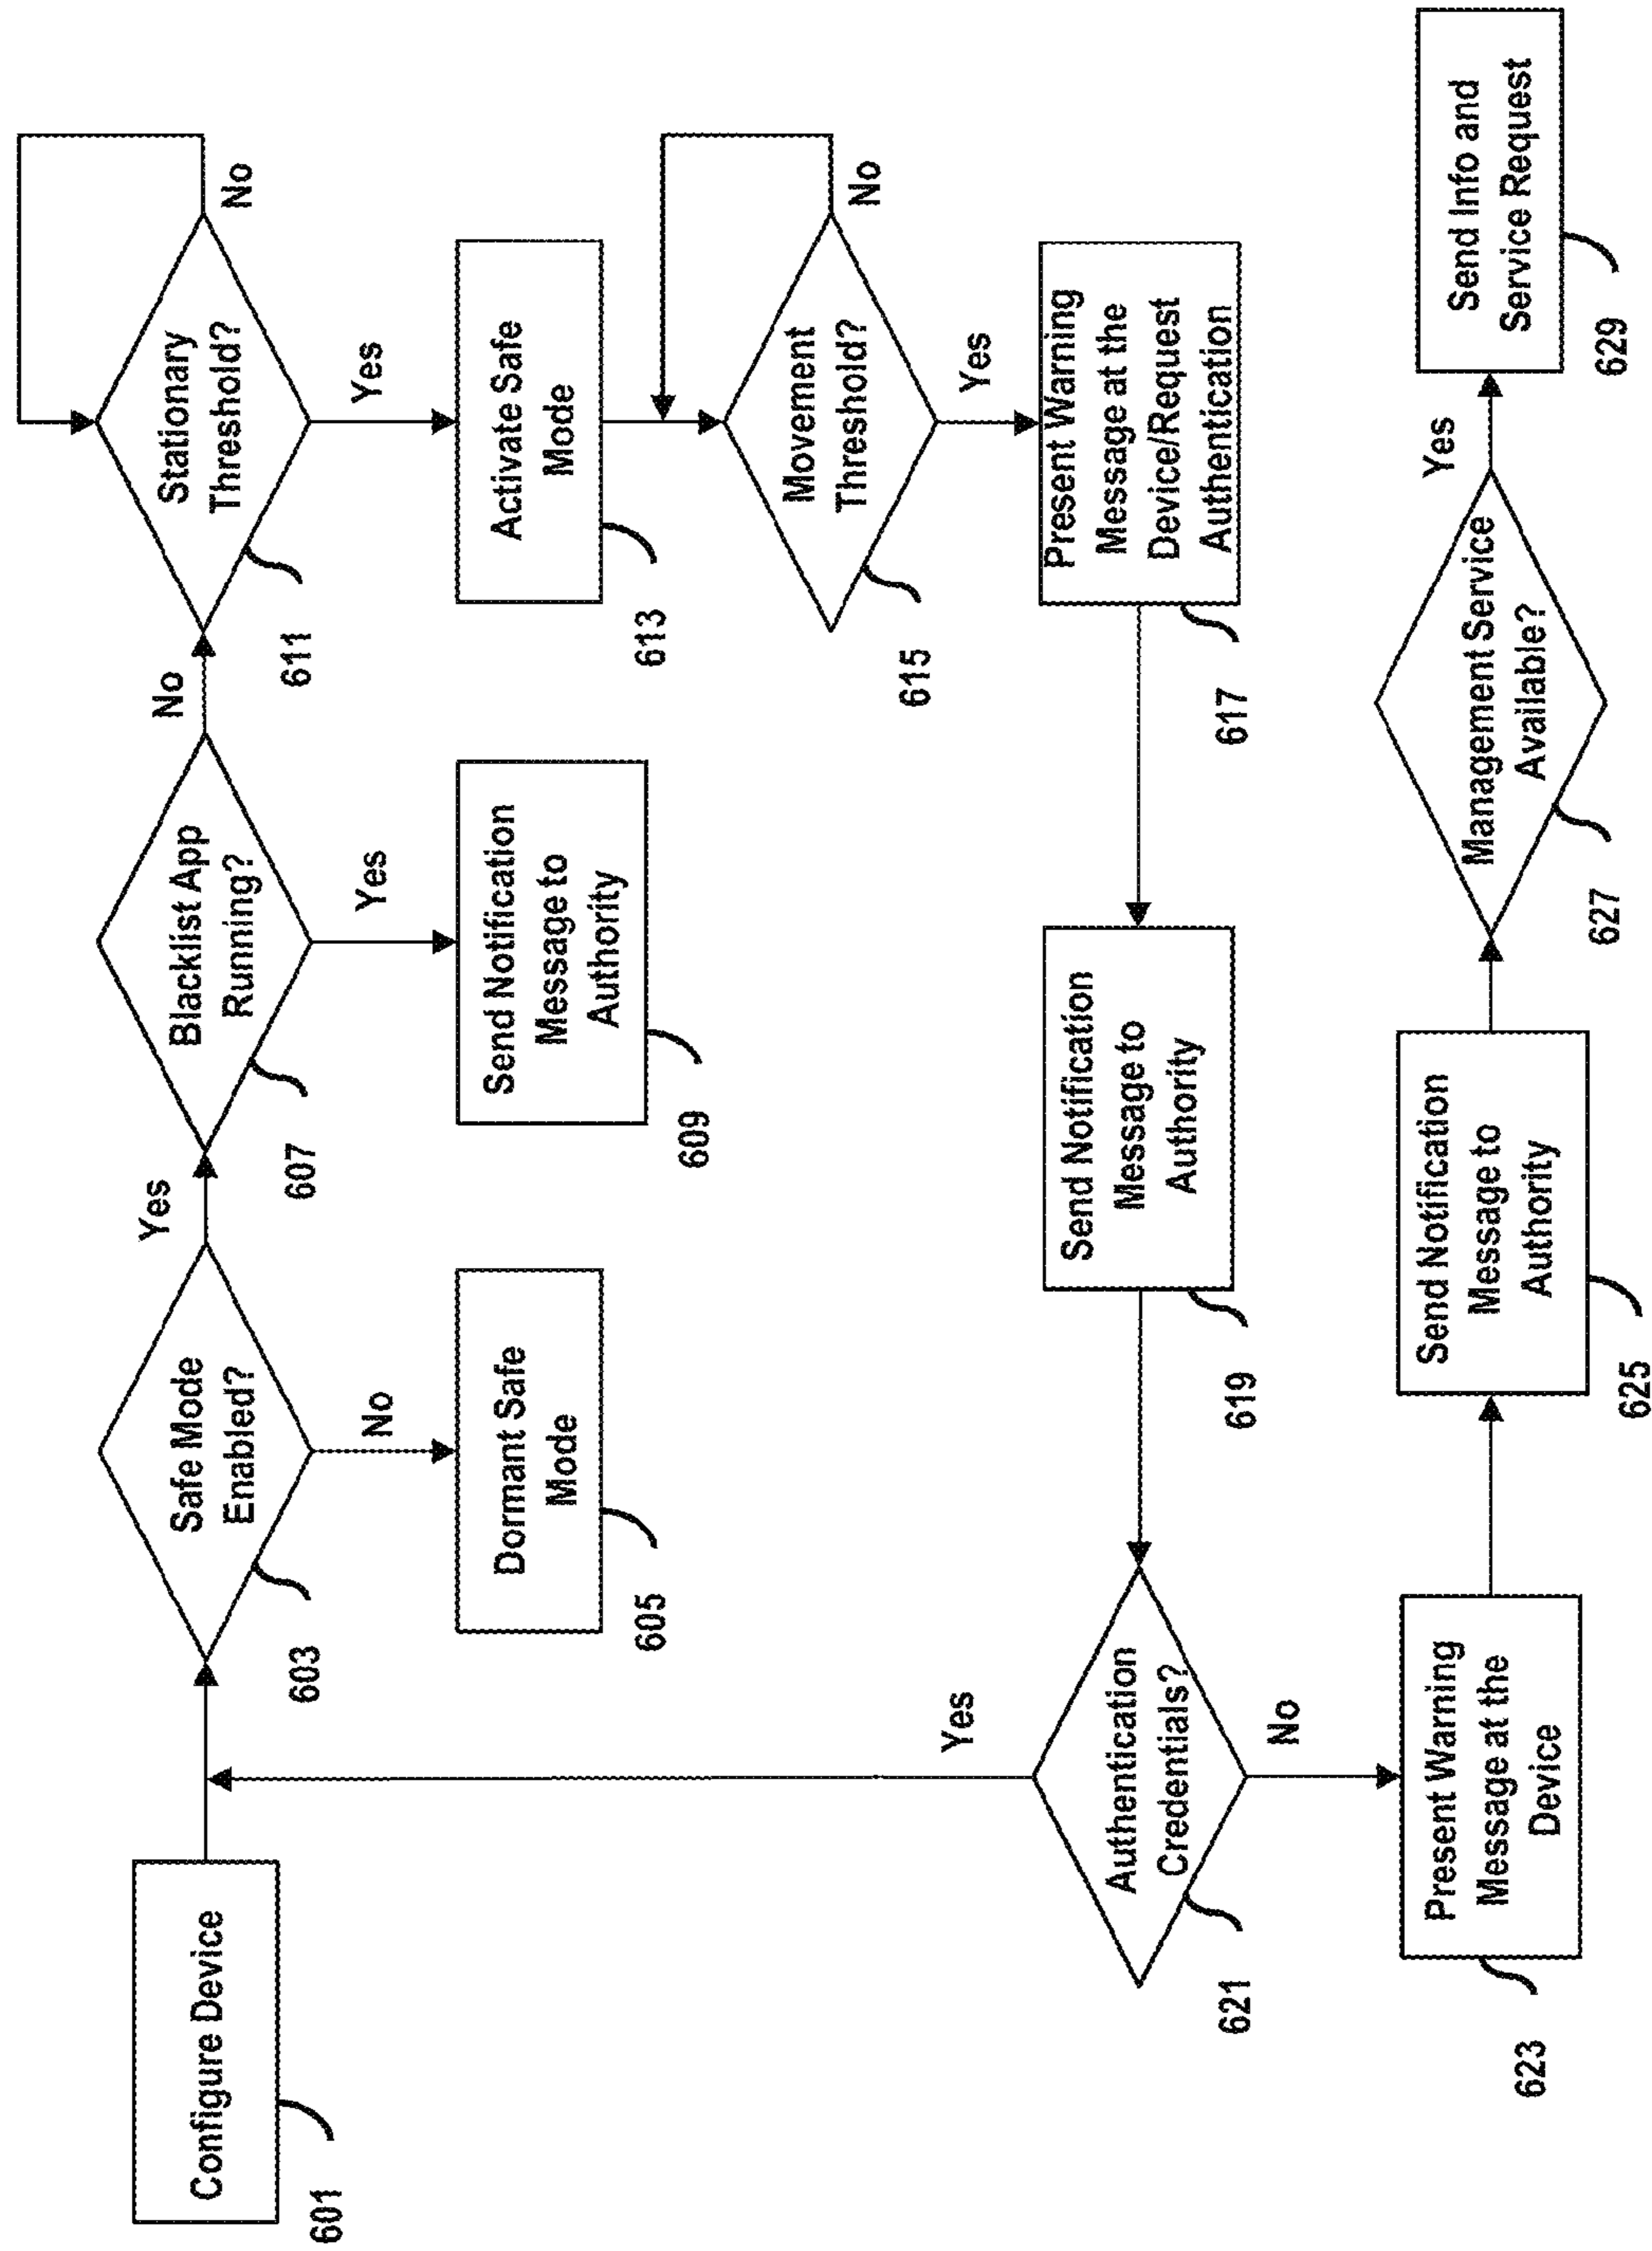 Configure Device
601
Safe Mode
Enabled?
603
Yes
No
Dormant Safe
Mode
605
Blacklist App
Running?
607
No
Yes
Send Notification
Message to
Authority
609
Stationary
Threshold?
611
No
Yes
Activate Safe
Mode
613
Movement
Threshold?
615
No
Yes
Present Warning
Message at the
Device/Request
Authentication
617
Send Notification
Message to
Authority
619
Authentication
Credentials?
621
Yes
No
Present Warning
Message at the
Device
623
Send Notification
Message to
Authority
625
Management Service
Available?
627
Yes
Send Info and
Service Request
629